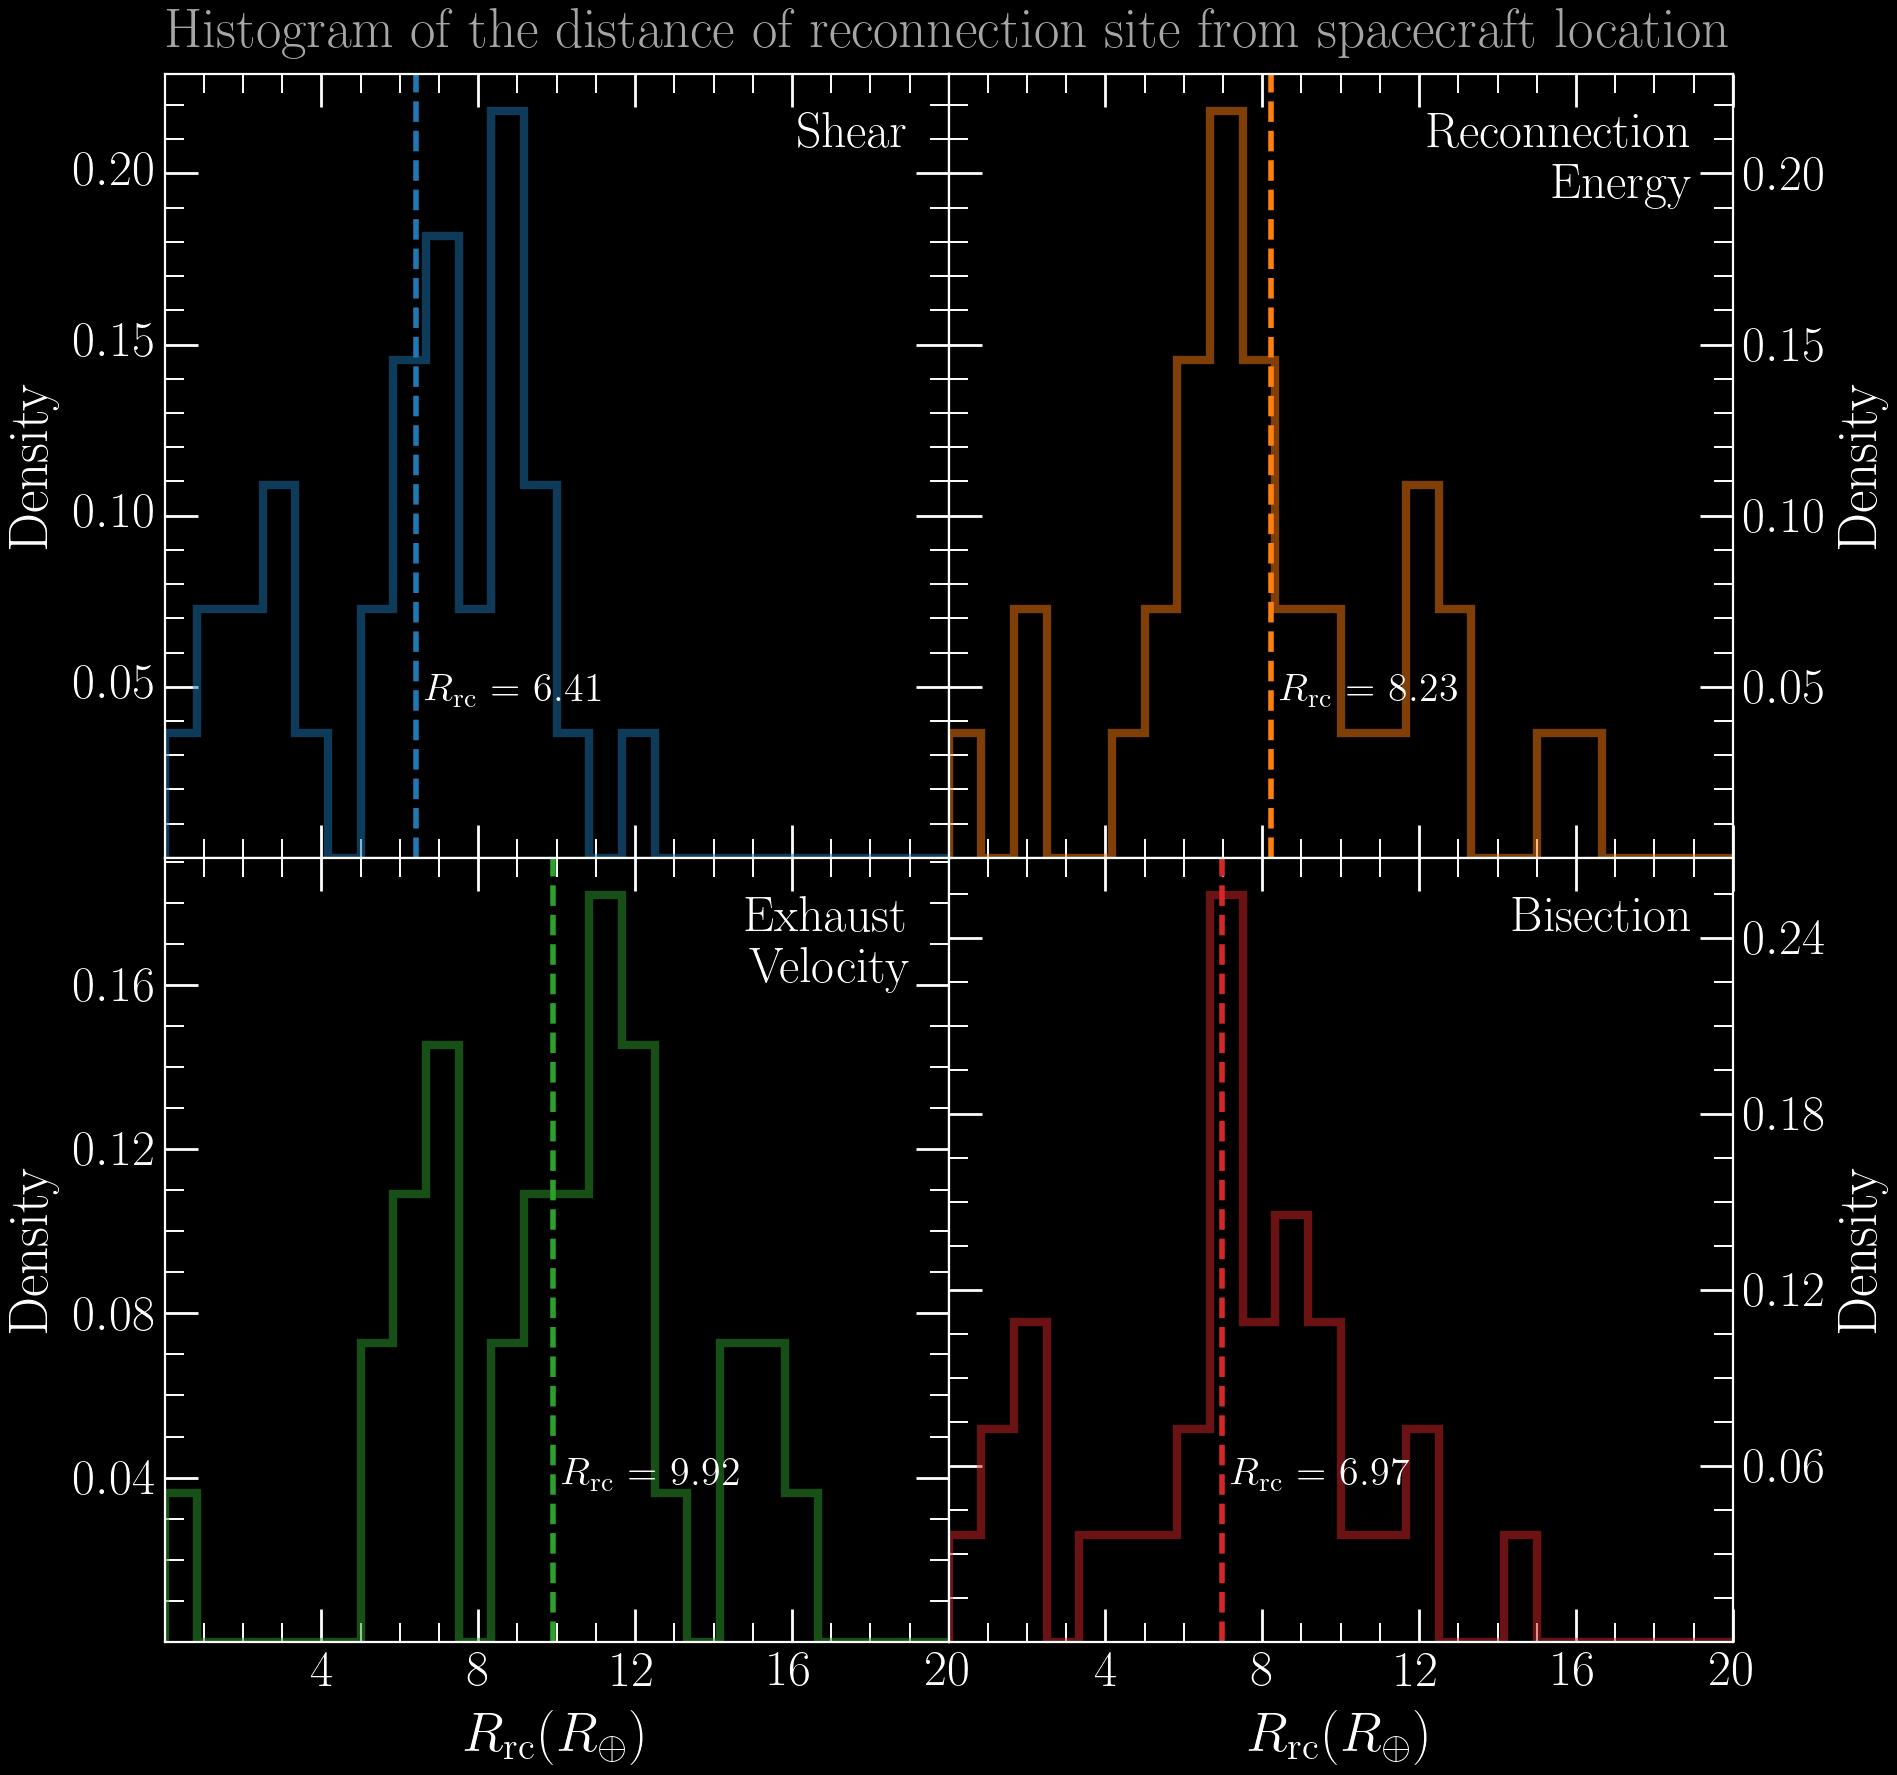 Histogram of the distance of reconnection site from spacecraft location
Shear
0.20
0.15
0.10
0.05
Density
R_rc = 6.41
Reconnection
Energy
0.20
0.15
0.10
0.05
Density
R_rc = 8.23
Exhaust
Velocity
0.16
0.12
0.08
0.04
Density
R_rc = 9.92
4 8 12 16 20
R_rc(R_⊕)
Bisection
0.24
0.18
0.12
0.06
Density
R_rc = 6.97
4 8 12 16 20
R_rc(R_⊕)